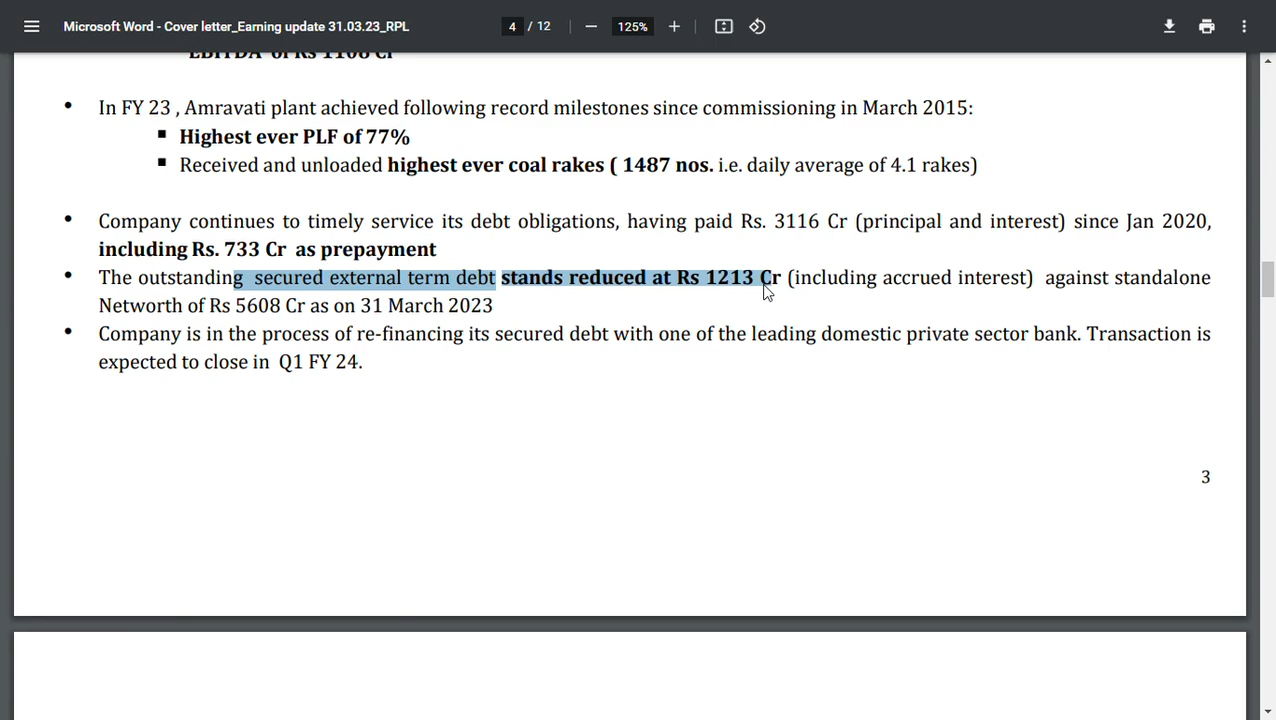 Microsoft Word - Cover letter_Earning update 31.03.23_RPL
4 / 12
125%
EBITDA of Rs 1108 Cr
• In FY 23 , Amravati plant achieved following record milestones since commissioning in March 2015:
▪ Highest ever PLF of 77%
▪ Received and unloaded highest ever coal rakes ( 1487 nos. i.e. daily average of 4.1 rakes)
• Company continues to timely service its debt obligations, having paid Rs. 3116 Cr (principal and interest) since Jan 2020,
including Rs. 733 Cr as prepayment
• The outstanding secured external term debt stands reduced at Rs 1213 Cr (including accrued interest) against standalone
Networth of Rs 5608 Cr as on 31 March 2023
• Company is in the process of re-financing its secured debt with one of the leading domestic private sector bank. Transaction is
expected to close in Q1 FY 24.
3